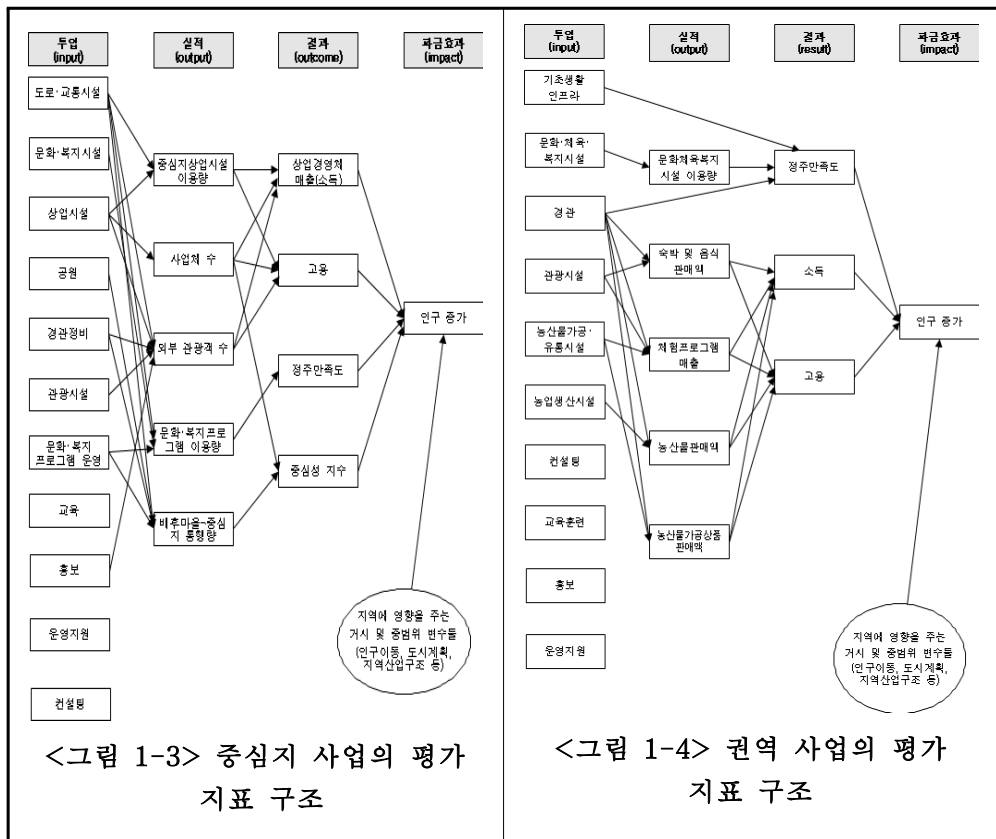 투입
(input)
실적
(output)
결과
(outcome)
파급효과
(impact)
도로·교통시설
문화·복지시설
상업시설
공원
경관정비
관광시설
문화·복지
프로그램 운영
교육
홍보
운영지원
컨설팅
중심지상업시설
이용량
사업체 수
외부 관광객 수
문화·복지프로
그램 이용량
배후마을-중심
지 통행량
상업경영체
매출(소득)
고용
정주만족도
중심성 지수
인구 증가
지역에 영향을 주는
거시 및 중범위 변수들
(인구이동, 도시계획,
지역산업구조 등)
<그림 1-3> 중심지 사업의 평가
지표 구조
투입
(input)
실적
(output)
결과
(result)
파급효과
(impact)
기초생활
인프라
문화·체육·
복지시설
경관
관광시설
농산물가공·
유통시설
농업생산시설
컨설팅
교육훈련
홍보
운영지원
문화체육복지
시설 이용량
숙박 및 음식
판매액
체험프로그램
매출
농산물판매액
농산물가공상품
판매액
정주만족도
소득
고용
인구 증가
지역에 영향을 주는
거시 및 중범위 변수들
(인구이동, 도시계획,
지역산업구조 등)
<그림 1-4> 권역 사업의 평가
지표 구조